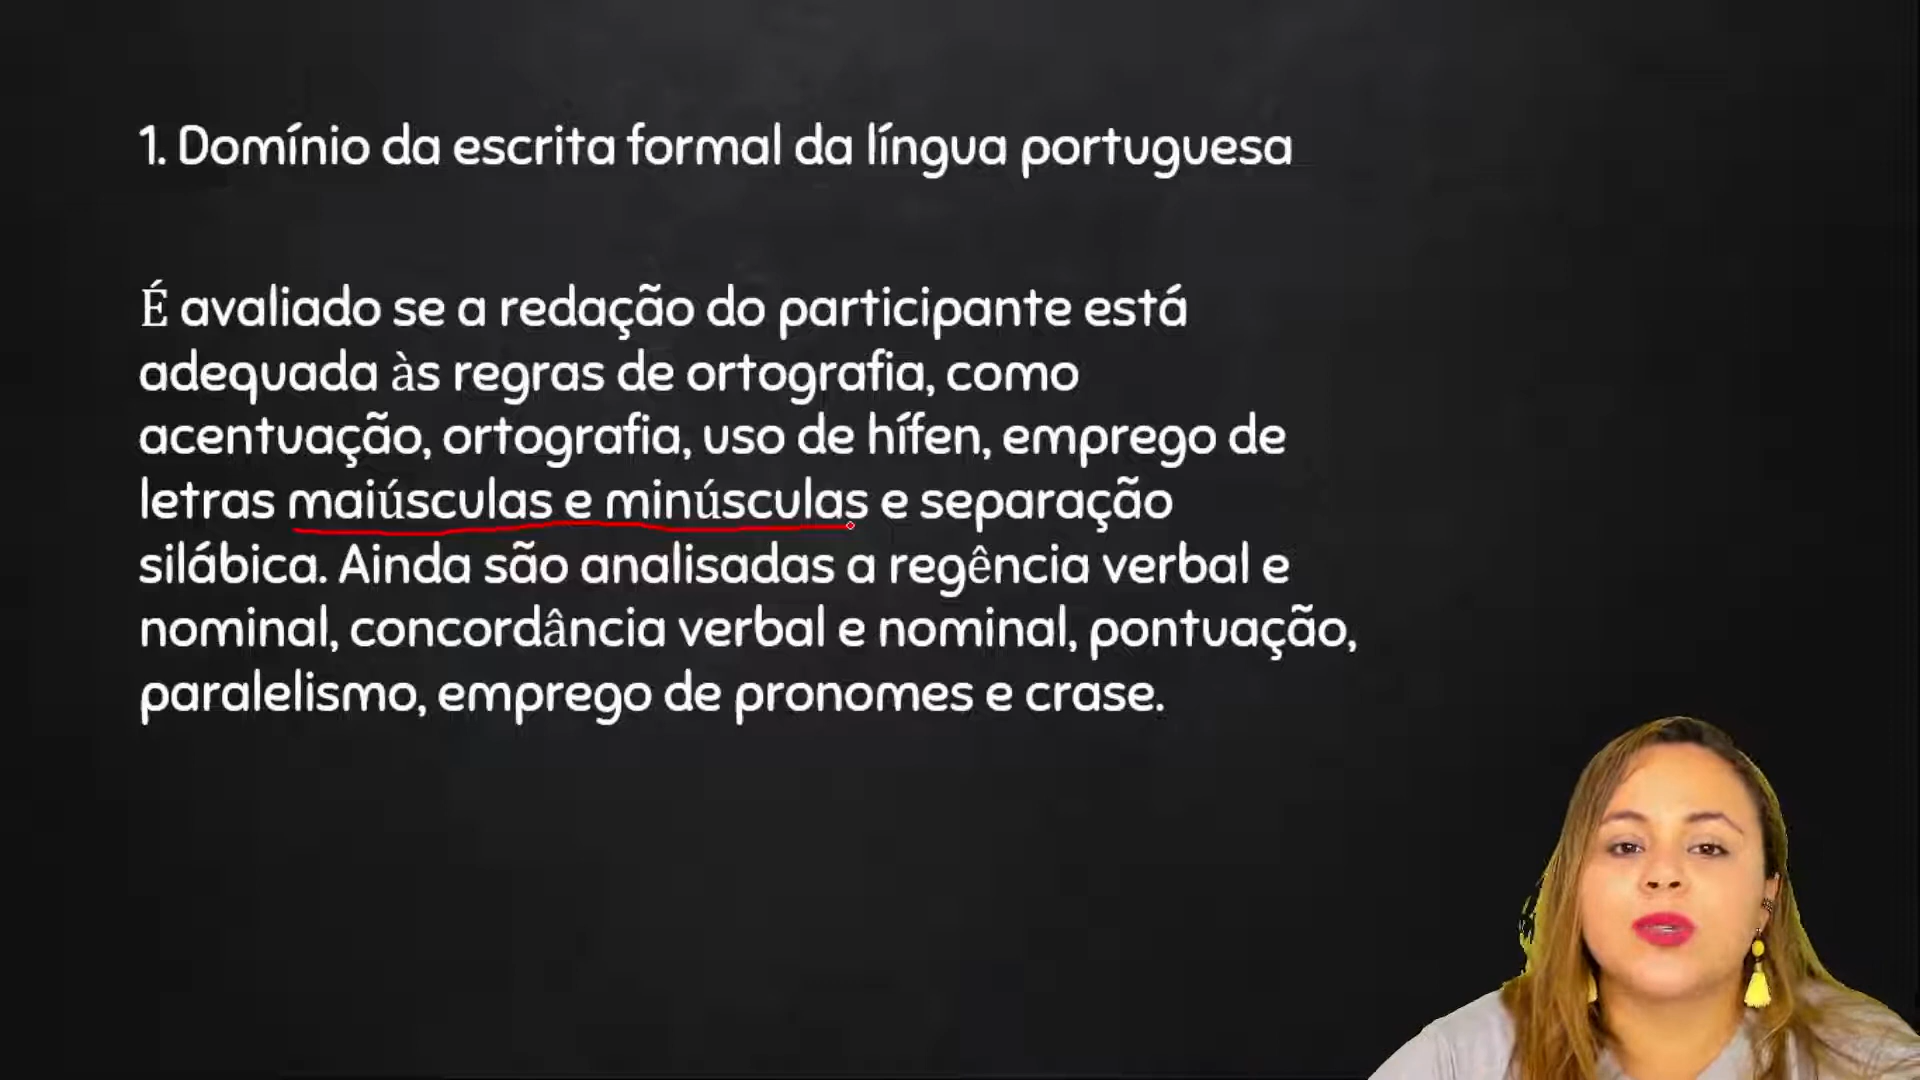 1. Domínio da escrita formal da língua portuguesa
É avaliado se a redação do participante está
adequada às regras de ortografia, como
acentuação, ortografia, uso de hífen, emprego de
letras maiúsculas e minúsculas e separação
silábica. Ainda são analisadas a regência verbal e
nominal, concordância verbal e nominal, pontuação,
paralelismo, emprego de pronomes e crase.